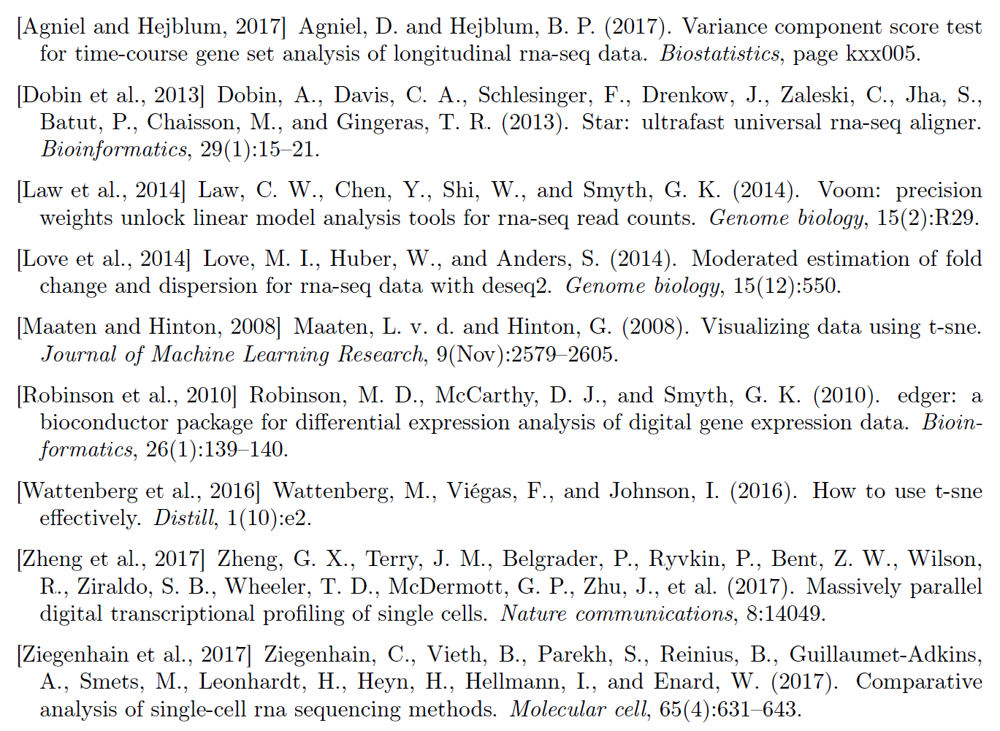 [Agniel and Hejblum, 2017] Agniel, D. and Hejblum, B. P. (2017). Variance component score test
for time-course gene set analysis of longitudinal rna-seq data. Biostatistics, page kxx005.
[Dobin et al., 2013] Dobin, A., Davis, C. A., Schlesinger, F., Drenkow, J., Zaleski, C., Jha, S.,
Batut, P., Chaisson, M., and Gingeras, T. R. (2013). Star: ultrafast universal rna-seq aligner.
Bioinformatics, 29(1):15–21.
[Law et al., 2014] Law, C. W., Chen, Y., Shi, W., and Smyth, G. K. (2014). Voom: precision
weights unlock linear model analysis tools for rna-seq read counts. Genome biology, 15(2):R29.
[Love et al., 2014] Love, M. I., Huber, W., and Anders, S. (2014). Moderated estimation of fold
change and dispersion for rna-seq data with deseq2. Genome biology, 15(12):550.
[Maaten and Hinton, 2008] Maaten, L. v. d. and Hinton, G. (2008). Visualizing data using t-sne.
Journal of Machine Learning Research, 9(Nov):2579–2605.
[Robinson et al., 2010] Robinson, M. D., McCarthy, D. J., and Smyth, G. K. (2010). edger: a
bioconductor package for differential expression analysis of digital gene expression data. Bioin-
formatics, 26(1):139–140.
[Wattenberg et al., 2016] Wattenberg, M., Viégas, F., and Johnson, I. (2016). How to use t-sne
effectively. Distill, 1(10):e2.
[Zheng et al., 2017] Zheng, G. X., Terry, J. M., Belgrader, P., Ryvkin, P., Bent, Z. W., Wilson,
R., Ziraldo, S. B., Wheeler, T. D., McDermott, G. P., Zhu, J., et al. (2017). Massively parallel
digital transcriptional profiling of single cells. Nature communications, 8:14049.
[Ziegenhain et al., 2017] Ziegenhain, C., Vieth, B., Parekh, S., Reinius, B., Guillaumet-Adkins,
A., Smets, M., Leonhardt, H., Heyn, H., Hellmann, I., and Enard, W. (2017). Comparative
analysis of single-cell rna sequencing methods. Molecular cell, 65(4):631–643.